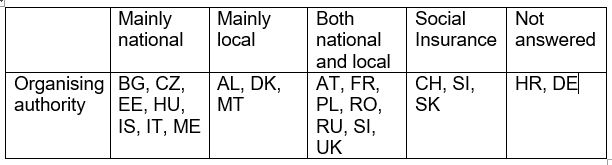 Mainly national
Mainly local
Both national and local
Social Insurance
Not answered
Organising authority
BG, CZ, EE, HU, IS, IT, ME
AL, DK, MT
AT, FR, PL, RO, RU, SI, UK
CH, SI, SK
HR, DE